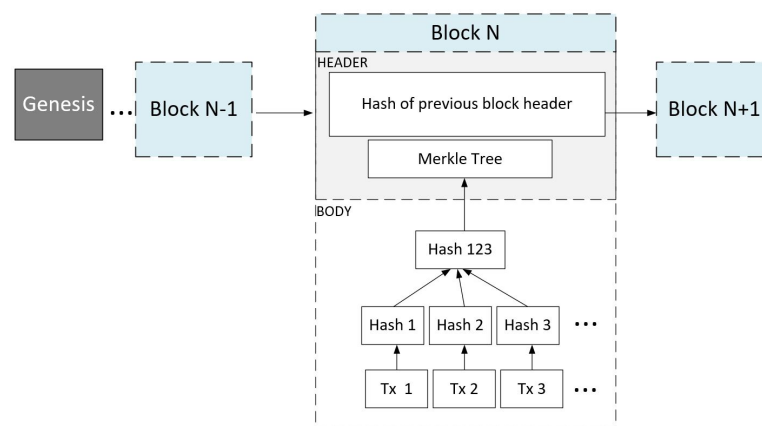 Block N
HEADER
Genesis
...
Block N-1
Hash of previous block header
Block N+1
Merkle Tree
BODY
Hash 123
Hash 1
Hash 2
Hash 3
...
Tx 1
Tx 2
Tx 3
...